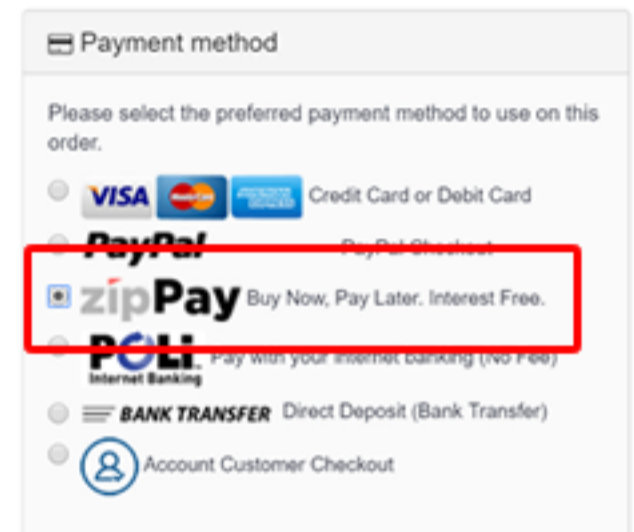 Payment method
Please select the preferred payment method to use on this
order.
VISA MasterCard Credit Card or Debit Card
PayPal PayPal Checkout
zipPay Buy Now, Pay Later. Interest Free.
POLi Internet Banking Pay with your internet banking (No Fee)
BANK TRANSFER Direct Deposit (Bank Transfer)
Account Customer Checkout